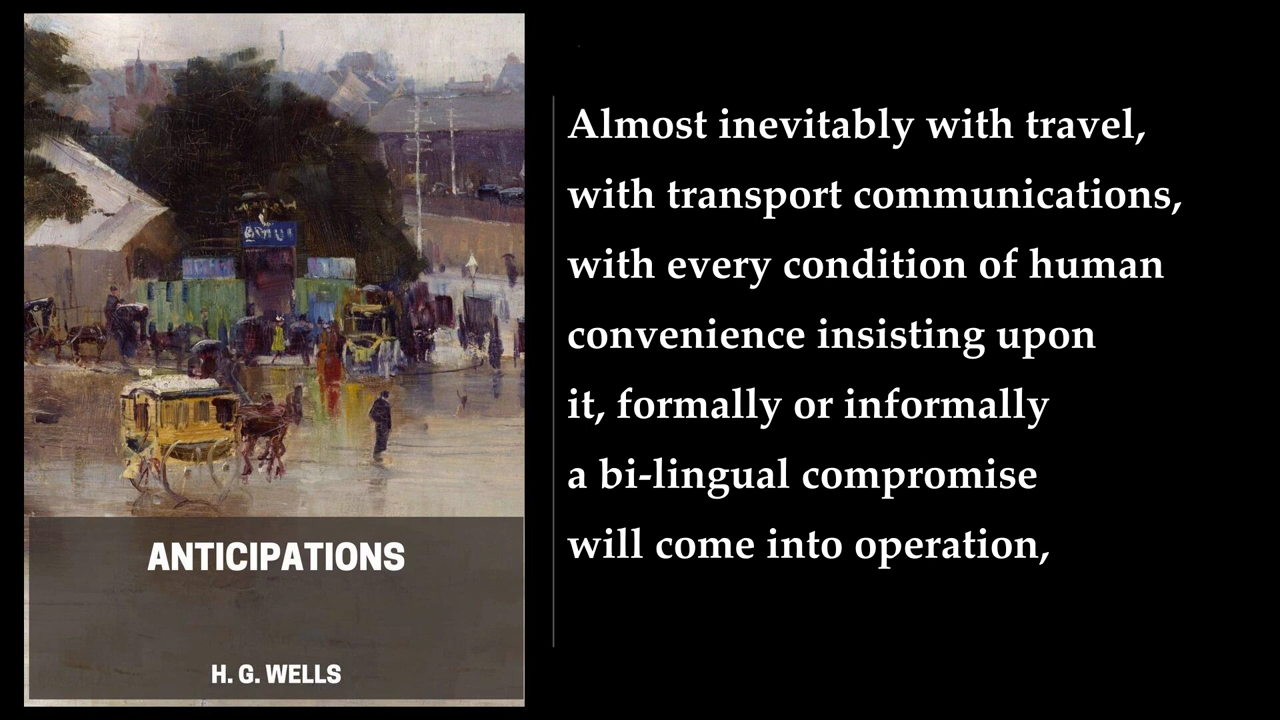 ANTICIPATIONS
H. G. WELLS
Almost inevitably with travel,
with transport communications,
with every condition of human
convenience insisting upon
it, formally or informally
a bi-lingual compromise
will come into operation,